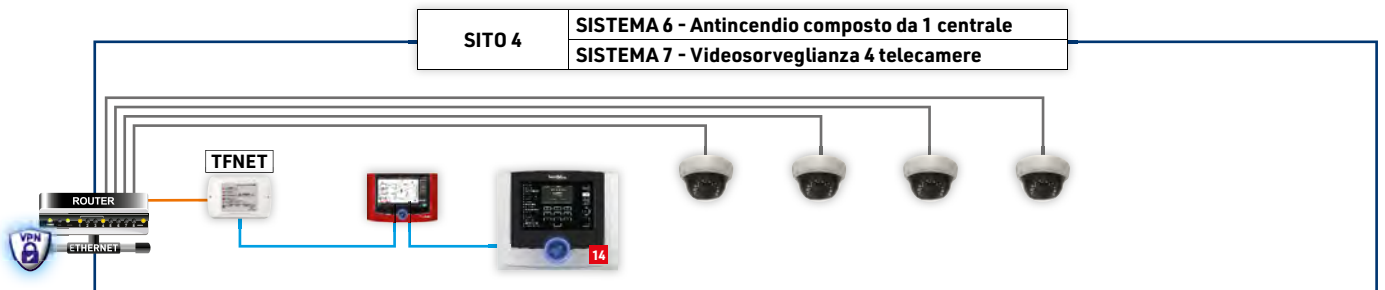 SITO 4
SISTEMA 6 - Antincendio composto da 1 centrale
SISTEMA 7 - Videosorveglianza 4 telecamere
TFNET
ROUTER
VPN
ETHERNET
14